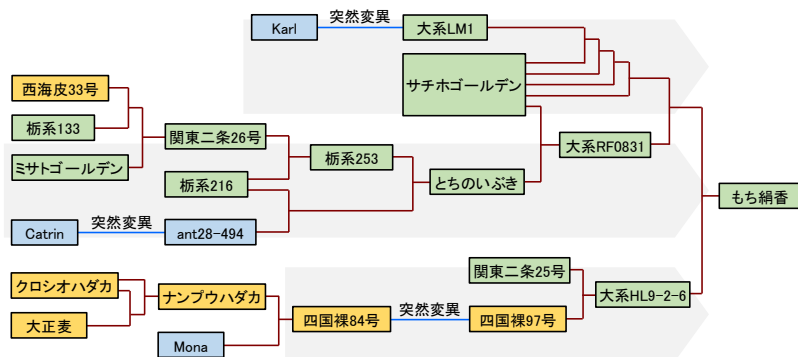 Karl
突然変異
大系LM1
サチホゴールデン
西海皮33号
栃系133
ミサトゴールデン
関東二条26号
栃系216
栃系253
とちのいぶき
大系RF0831
もち絹香
Catrin
突然変異
ant28-494
クロシオハダカ
大正麦
ナンプウハダカ
Mona
四国裸84号
突然変異
四国裸97号
関東二条25号
大系HL9-2-6